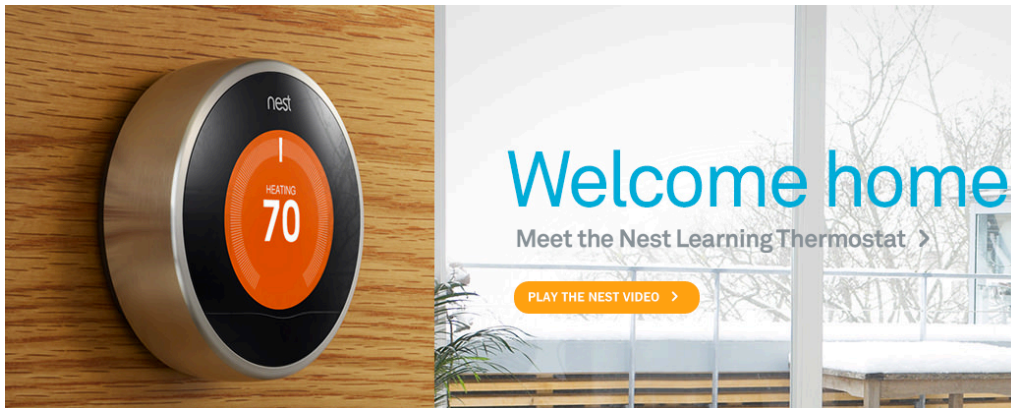 nest
HEATING
70
Welcome home
Meet the Nest Learning Thermostat >
PLAY THE NEST VIDEO >